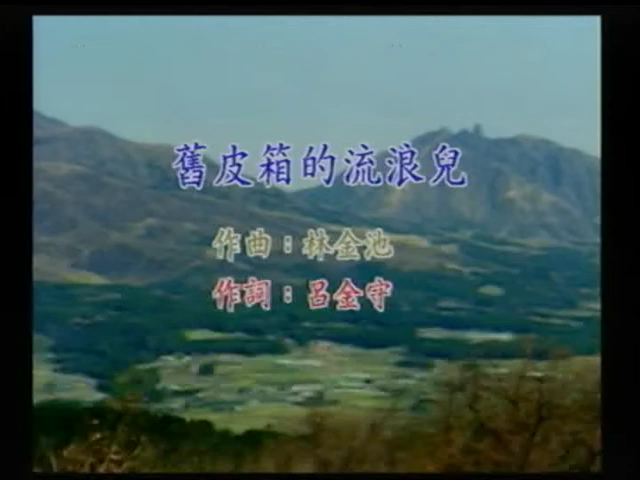 舊皮箱的流浪兒
作曲：林金池
作詞：呂金守